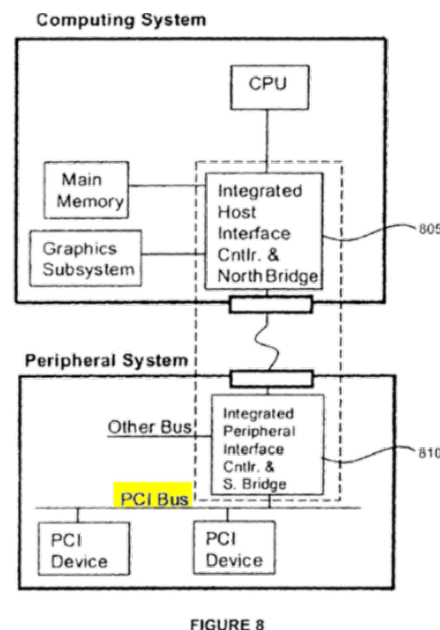 Computing System
CPU
Main
Memory
Graphics
Subsystem
Integrated
Host
Interface
Cntlr. &
North Bridge
805
Peripheral System
Other Bus
Integrated
Peripheral
Interface
Cntlr. &
S. Bridge
810
PCI Bus
PCI
Device
PCI
Device
FIGURE 8